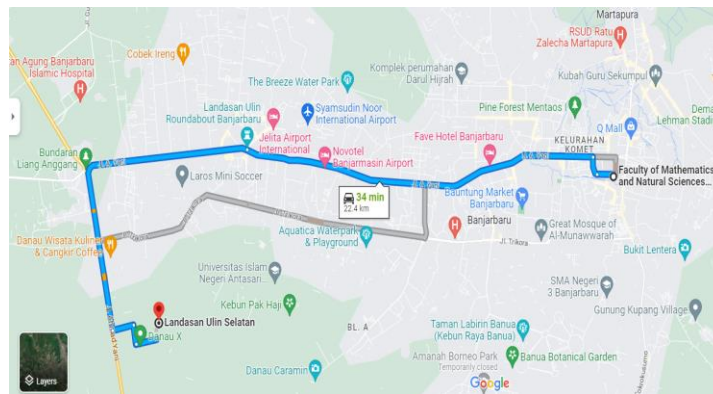 Martapura
RSUD Ratu
Zalecha Martapura
Cobek Ireng
an Agung Banjarbaru
Islamic Hospital
Komplek perumahan
Darul Hijrah
Kubah Guru Sekumpul
The Breeze Water Park
Landasan Ulin
Roundabout Banjarbaru
Syamsudin Noor
International Airport
Pine Forest Mentaos
Dema
Lehman Stadi
Jelita Airport
International
Q Mall
Fave Hotel Banjarbaru
KELURAHAN
KOMET
Novotel
Banjarmasin Airport
Bundaran
Liang Anggang
Laros Mini Soccer
Faculty of Mathematics
and Natural Sciences...
34 min
22.4 km
Bauntung Market
Banjarbaru
Banjarbaru
Great Mosque of
Al-Munawwarah
Danau Wisata Kuliner
& Cangkir Coffee
Aquatica Waterpark
& Playground
Jl. Trikora
Bukit Lentera
Universitas Islam
Negeri Antasari...
SMA Negeri
3 Banjarbaru
Kebun Pak Haji
Gunung Kupang Village
Landasan Ulin Selatan
BL. A
Taman Labirin Banua
(Kebun Raya Banua)
Danau X
Amanah Borneo Park
Temporarily closed
Banua Botanical Garden
Danau Caramin
Layers
Google